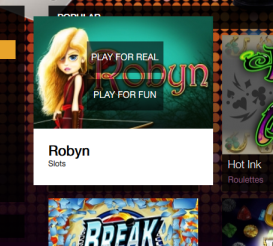 POPULAR
PLAY FOR REAL
Robyn
PLAY FOR FUN
Robyn
Slots
Hot Ink
Roulettes
BREAK